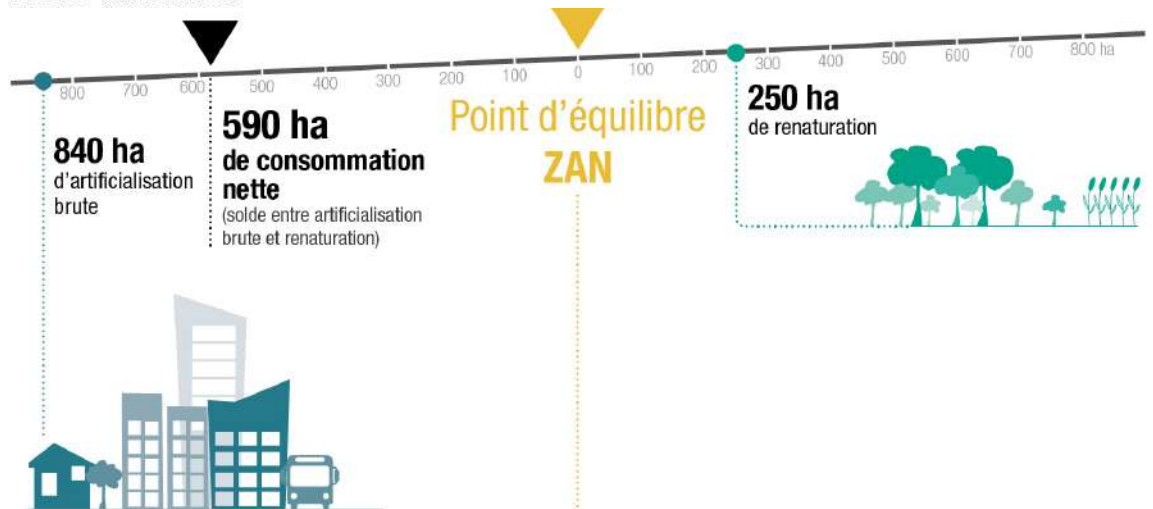 800 700 600 500 400 300 200 100 0 100 200 300 400 500 600 700 800 ha
840 ha
d'artificialisation
brute
590 ha
de consommation
nette
(solde entre artificialisation
brute et renaturation)
Point d'équilibre
ZAN
250 ha
de renaturation